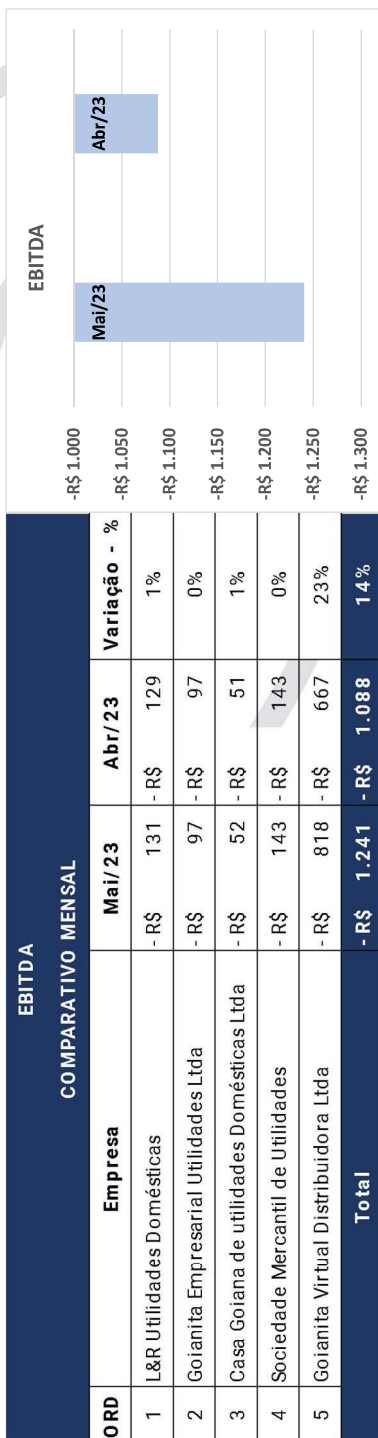 EBITDA
COMPARATIVO MENSAL
ORD Empresa Mai/23 Abr/23 Variação - %
1 L&R Utilidades Domésticas - R$ 131 - R$ 129 1%
2 Goianita Empresarial Utilidades Ltda - R$ 97 - R$ 97 0%
3 Casa Goiana de utilidades Domésticas Ltda - R$ 52 - R$ 51 1%
4 Sociedade Mercantil de Utilidades - R$ 143 - R$ 143 0%
5 Goianita Virtual Distribuidora Ltda - R$ 818 - R$ 667 23%
Total - R$ 1.241 - R$ 1.088 14%
EBITDA
-R$ 1.000
-R$ 1.050
-R$ 1.100
-R$ 1.150
-R$ 1.200
-R$ 1.250
-R$ 1.300
Mai/23
Abr/23